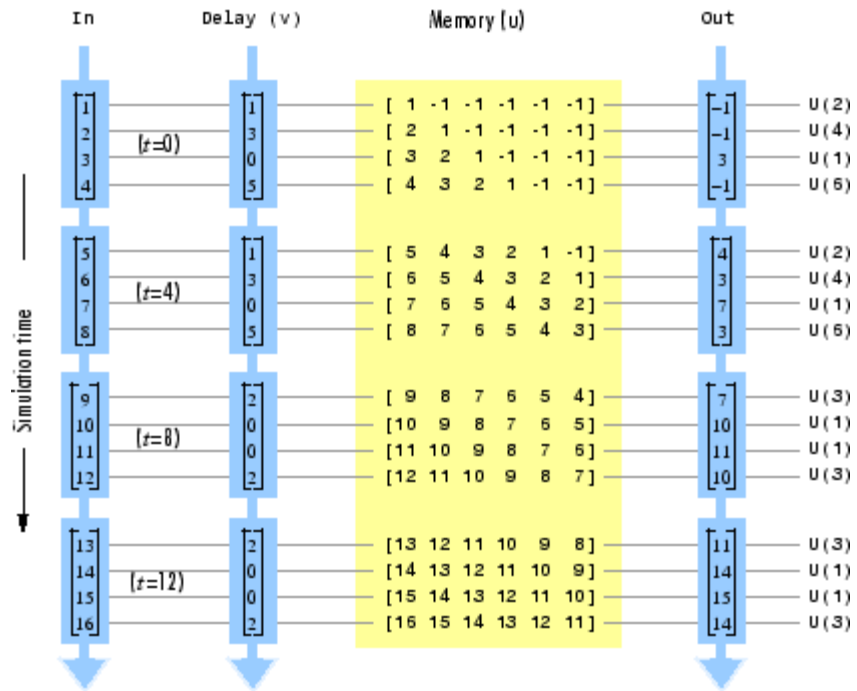 In Delay (v) Memory (u) Out
1 1 [ 1 -1 -1 -1 -1 -1] -1 U(2)
2 3 [ 2 1 -1 -1 -1 -1] -1 U(4)
(t=0)
3 0 [ 3 2 1 -1 -1 -1] 3 U(1)
4 5 [ 4 3 2 1 -1 -1] -1 U(6)
5 1 [ 5 4 3 2 1 -1] 4 U(2)
6 3 [ 6 5 4 3 2 1] 3 U(4)
(t=4)
7 0 [ 7 6 5 4 3 2] 7 U(1)
8 5 [ 8 7 6 5 4 3] 3 U(6)
Simulation time
9 2 [ 9 8 7 6 5 4] 7 U(3)
10 0 [10 9 8 7 6 5] 10 U(1)
(t=8)
11 0 [11 10 9 8 7 6] 11 U(1)
12 2 [12 11 10 9 8 7] 10 U(3)
13 2 [13 12 11 10 9 8] 11 U(3)
14 0 [14 13 12 11 10 9] 14 U(1)
(t=12)
15 0 [15 14 13 12 11 10] 15 U(1)
16 2 [16 15 14 13 12 11] 14 U(3)